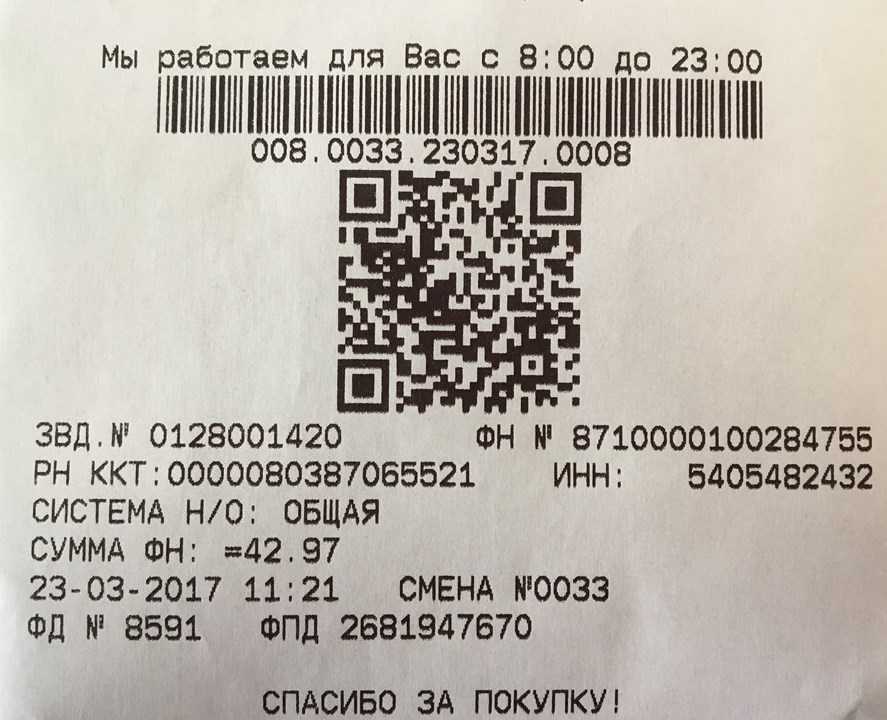 Мы работаем для Вас с 8:00 до 23:00
008.0033.230317.0008
ЗВД.№ 0128001420 ФН № 8710000100284755
РН ККТ:0000080387065521 ИНН: 5405482432
СИСТЕМА Н/О: ОБЩАЯ
СУММА ФН: =42.97
23-03-2017 11:21 СМЕНА №0033
ФД № 8591 ФПД 2681947670
СПАСИБО ЗА ПОКУПКУ!